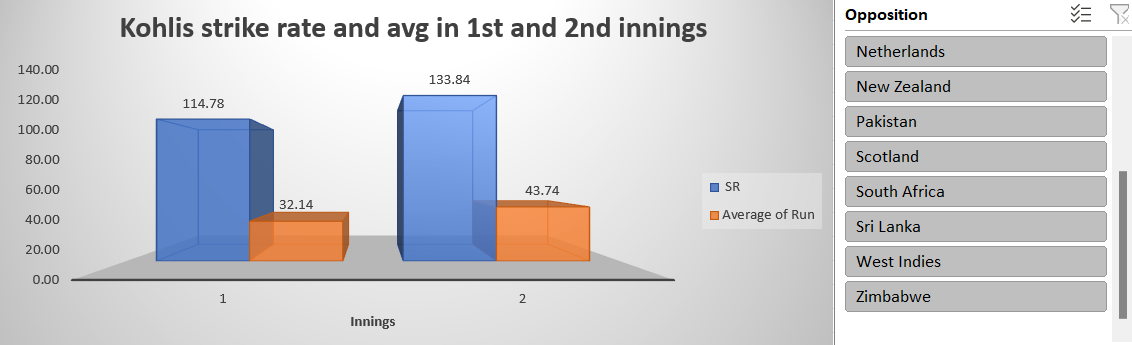 Kohlis strike rate and avg in 1st and 2nd innings
140.00
120.00
100.00
80.00
60.00
40.00
20.00
0.00
114.78
32.14
133.84
43.74
1
2
Innings
SR
Average of Run
Opposition
Netherlands
New Zealand
Pakistan
Scotland
South Africa
Sri Lanka
West Indies
Zimbabwe